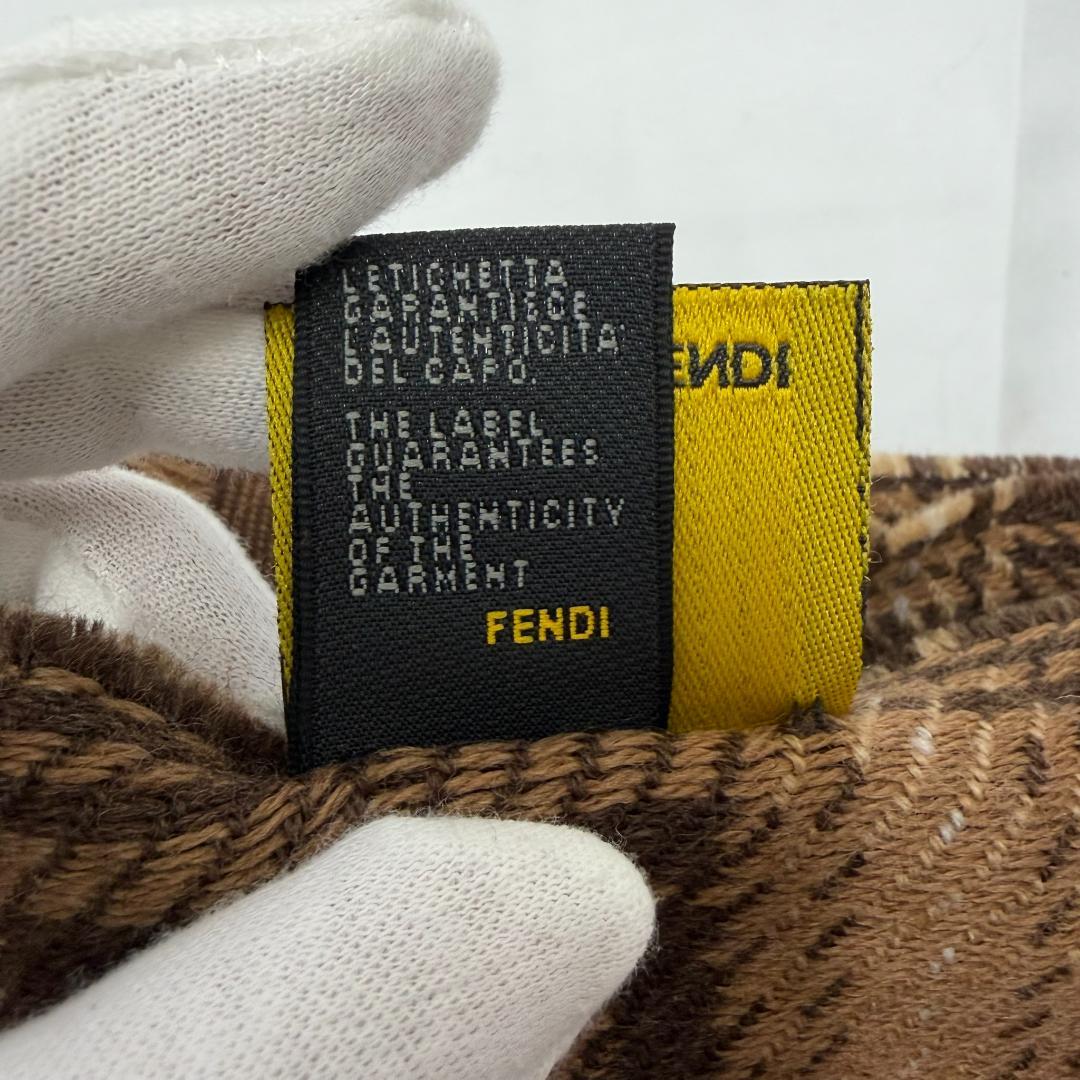 L'ETICHETTA
GARANTISCE
L'AUTENTICITA'
DEL CAPO.
THE LABEL
GUARANTEES
THE
AUTHENTICITY
OF THE
GARMENT
FENDI
ENDI